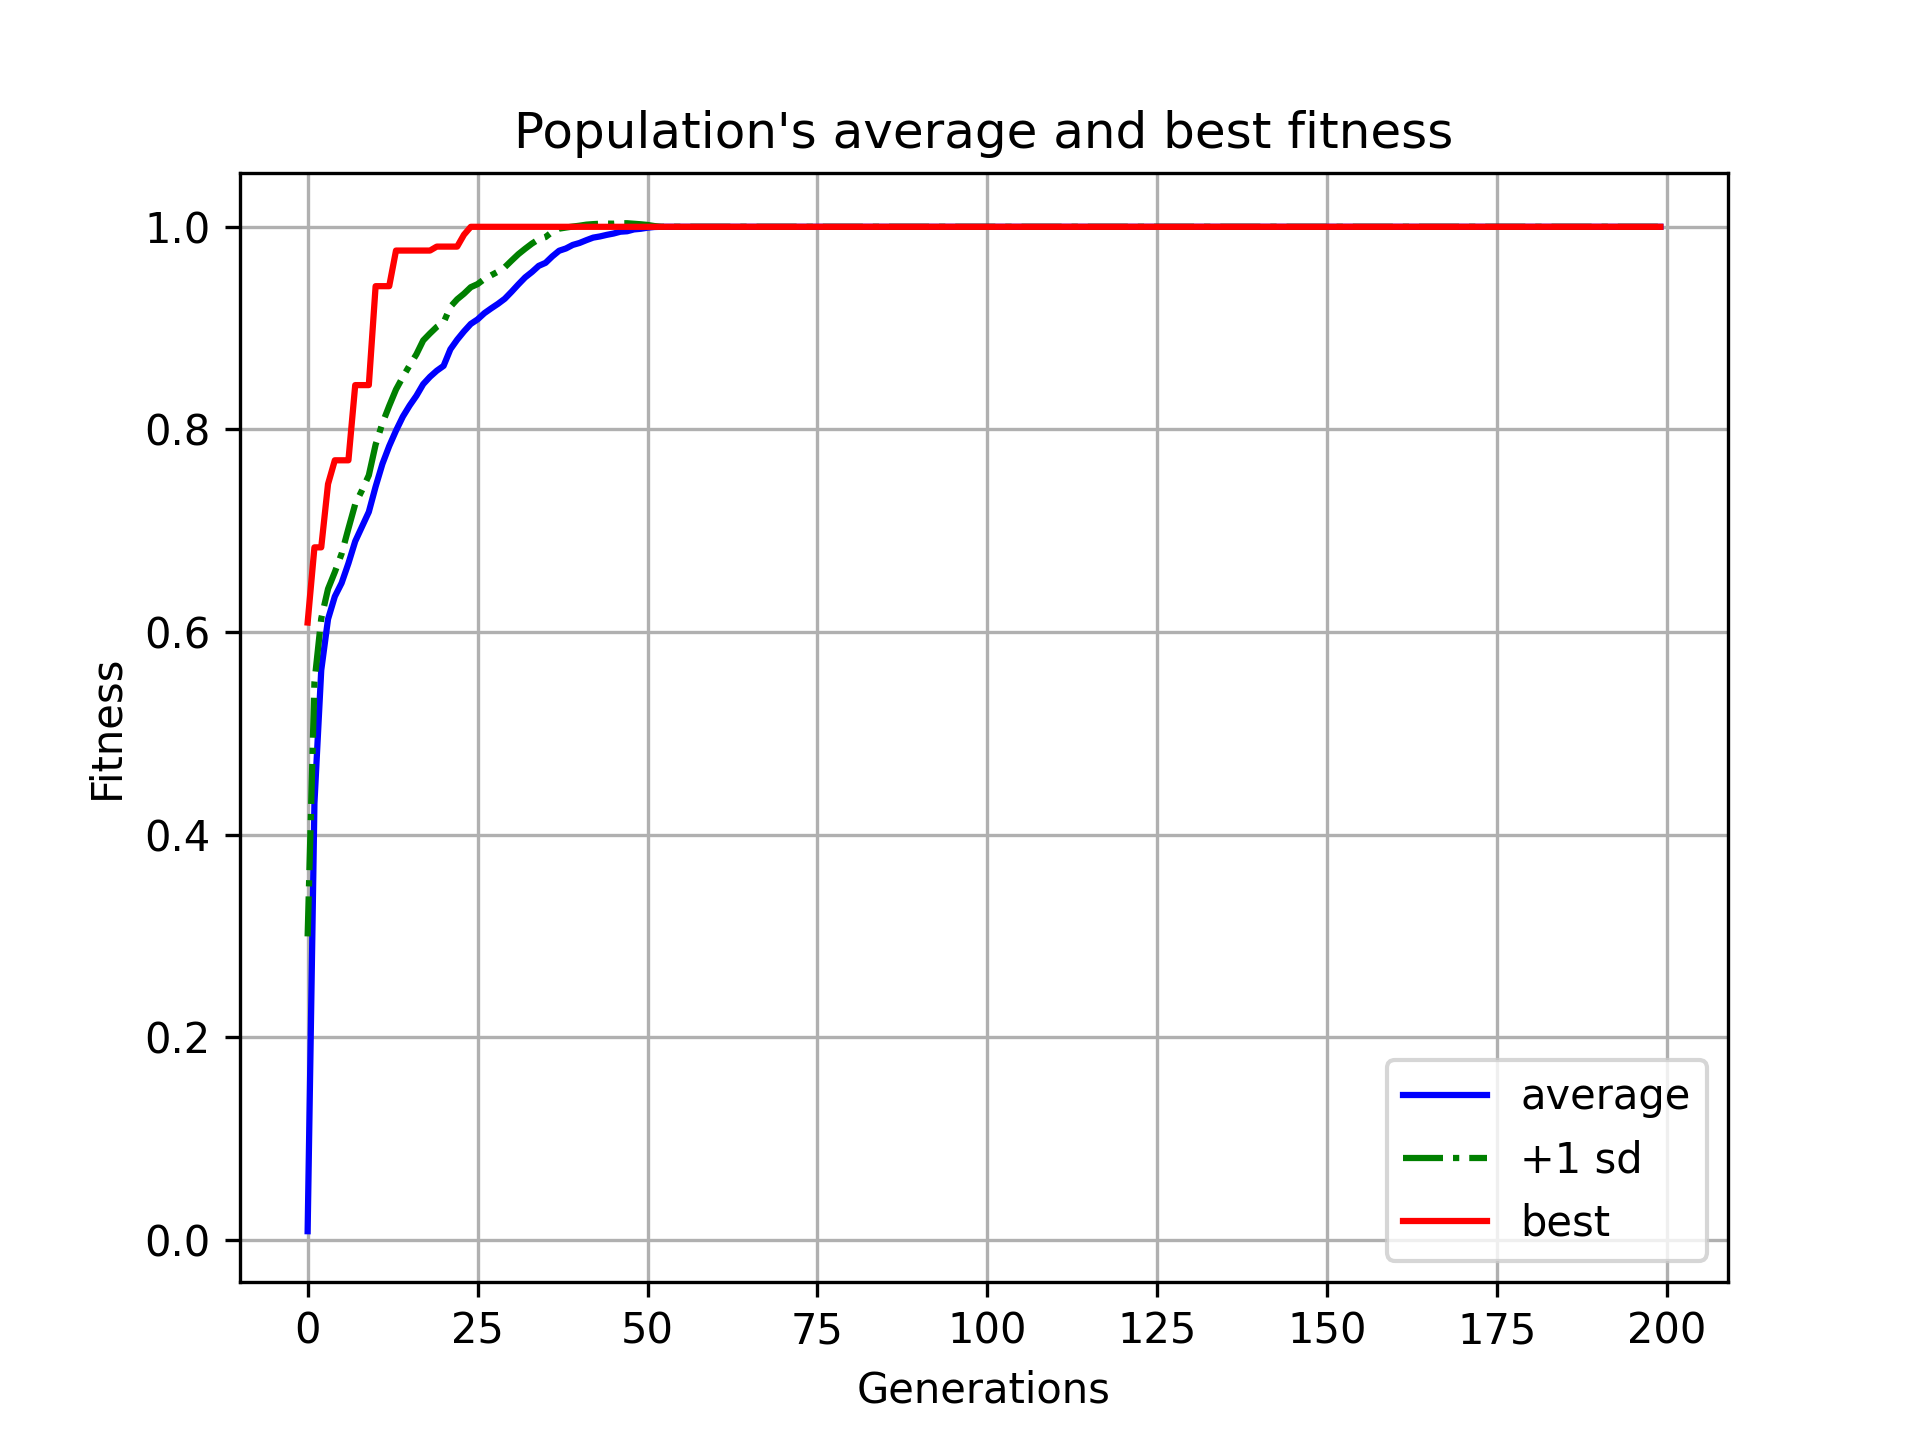 Population's average and best fitness
1.0
0.8
0.6
0.4
0.2
0.0
Fitness
0 25 50 75 100 125 150 175 200
Generations
average
+1 sd
best